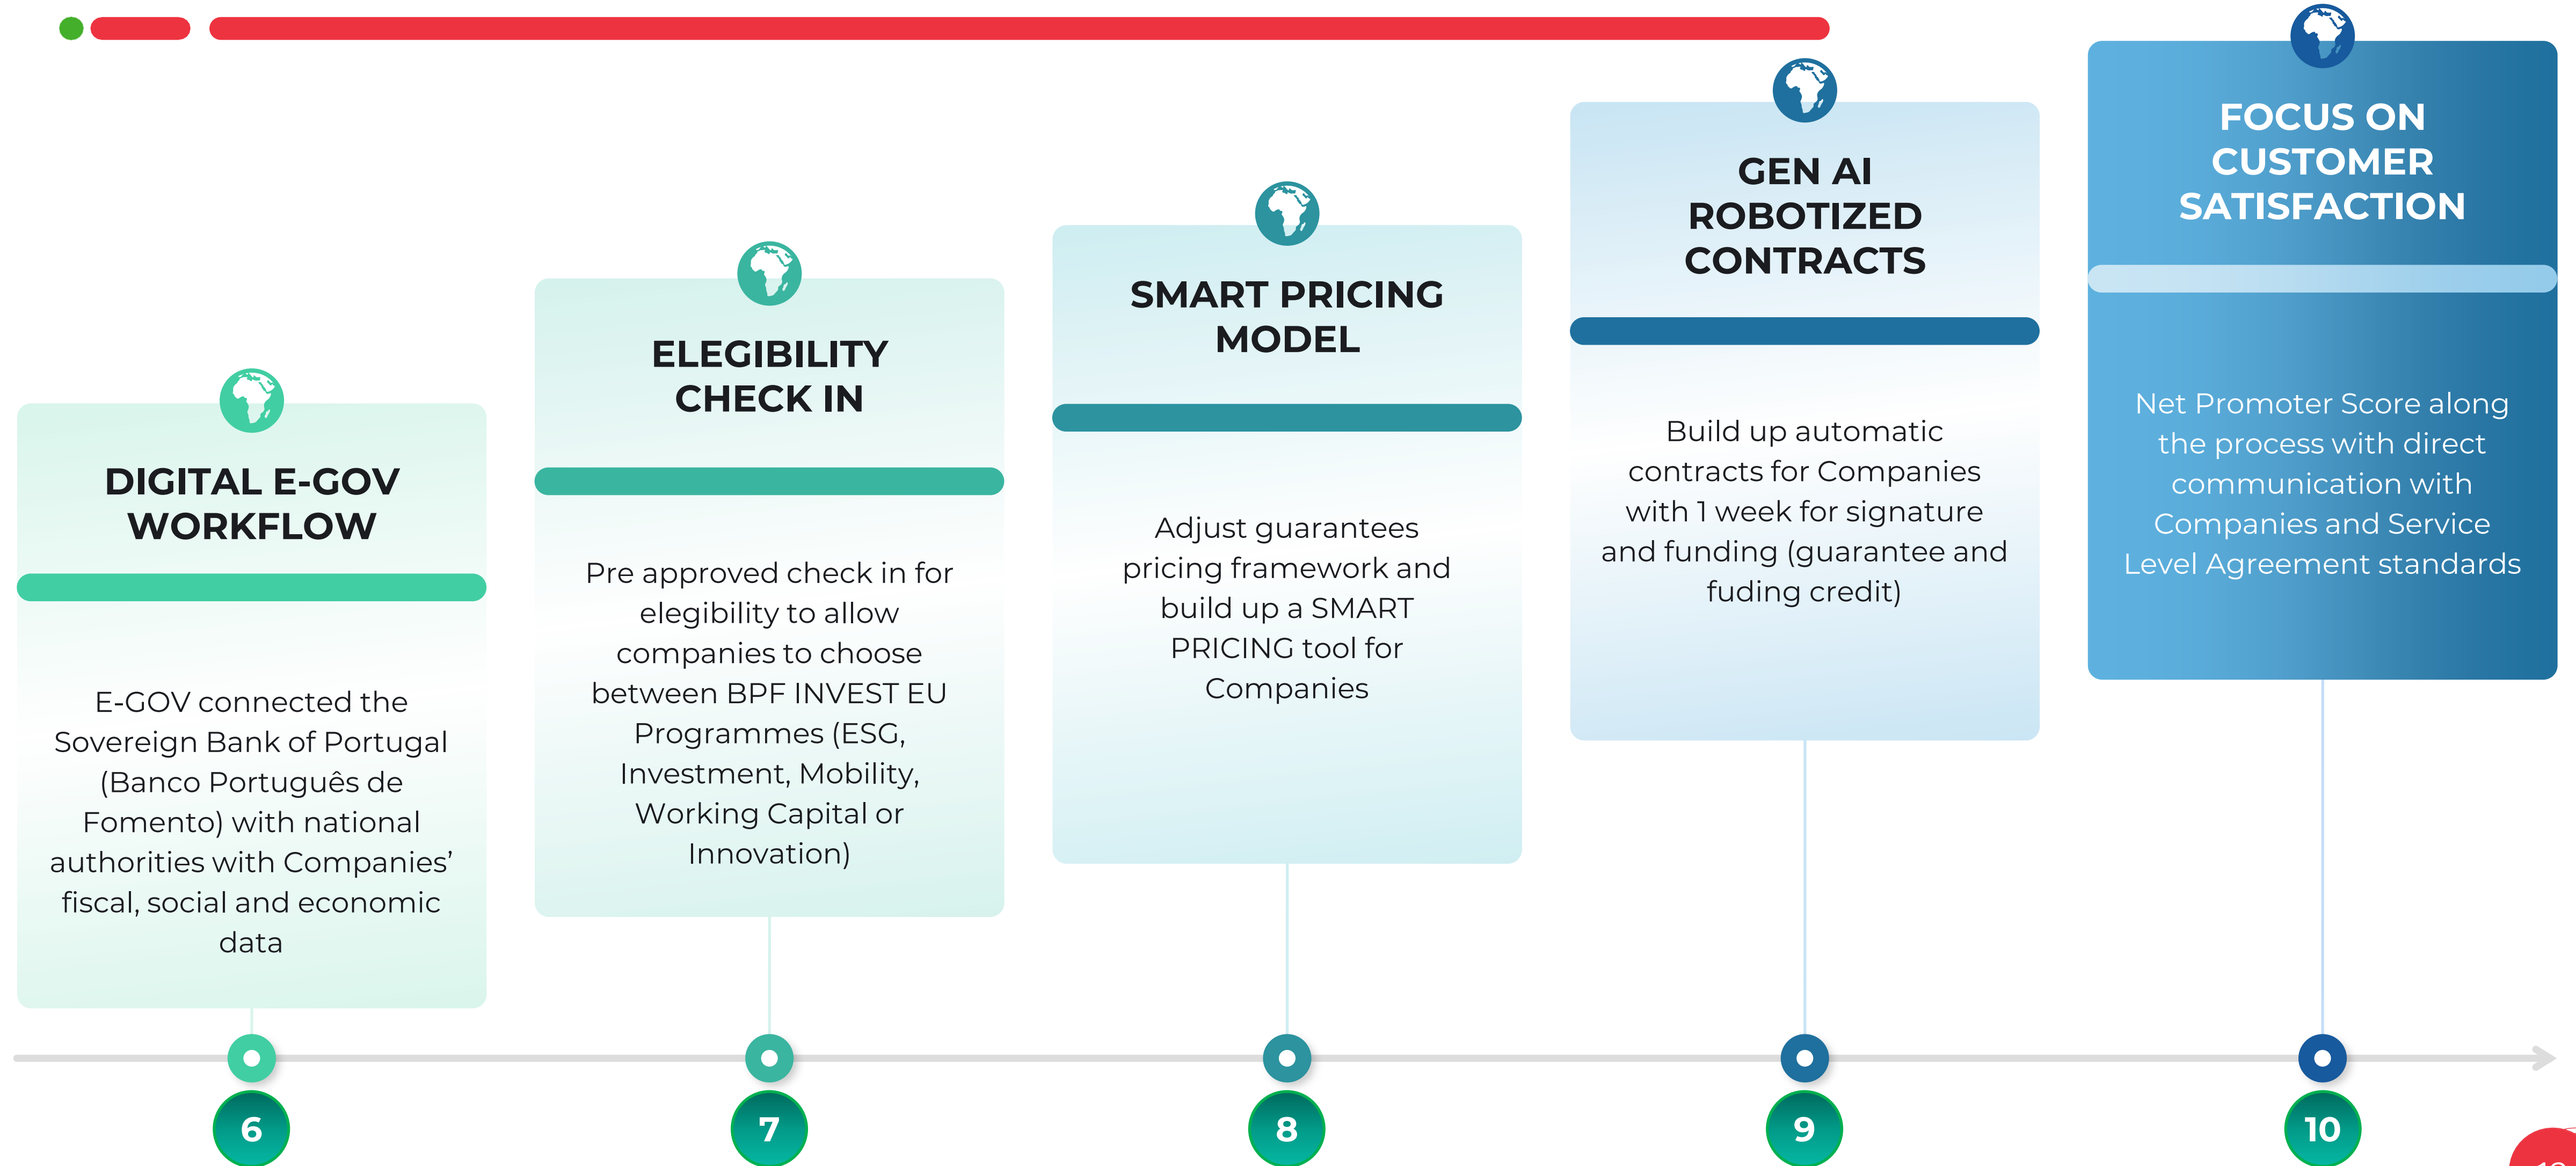 DIGITAL E-GOV
WORKFLOW
E-GOV connected the
Sovereign Bank of Portugal
(Banco Português de
Fomento) with national
authorities with Companies’
fiscal, social and economic
data
6
ELEGIBILITY
CHECK IN
Pre approved check in for
elegibility to allow
companies to choose
between BPF INVEST EU
Programmes (ESG,
Investment, Mobility,
Working Capital or
Innovation)
7
SMART PRICING
MODEL
Adjust guarantees
pricing framework and
build up a SMART
PRICING tool for
Companies
8
GEN AI
ROBOTIZED
CONTRACTS
Build up automatic
contracts for Companies
with 1 week for signature
and funding (guarantee and
fuding credit)
9
FOCUS ON
CUSTOMER
SATISFACTION
Net Promoter Score along
the process with direct
communication with
Companies and Service
Level Agreement standards
10